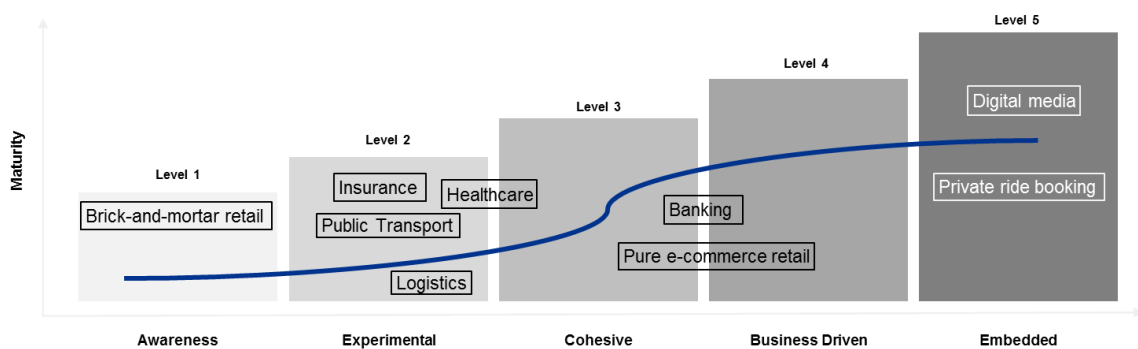 Level 5
Level 4
Digital media
Level 3
Level 2
Level 1
Insurance
Healthcare
Private ride booking
Brick-and-mortar retail
Public Transport
Banking
Pure e-commerce retail
Logistics
Maturity
Awareness
Experimental
Cohesive
Business Driven
Embedded